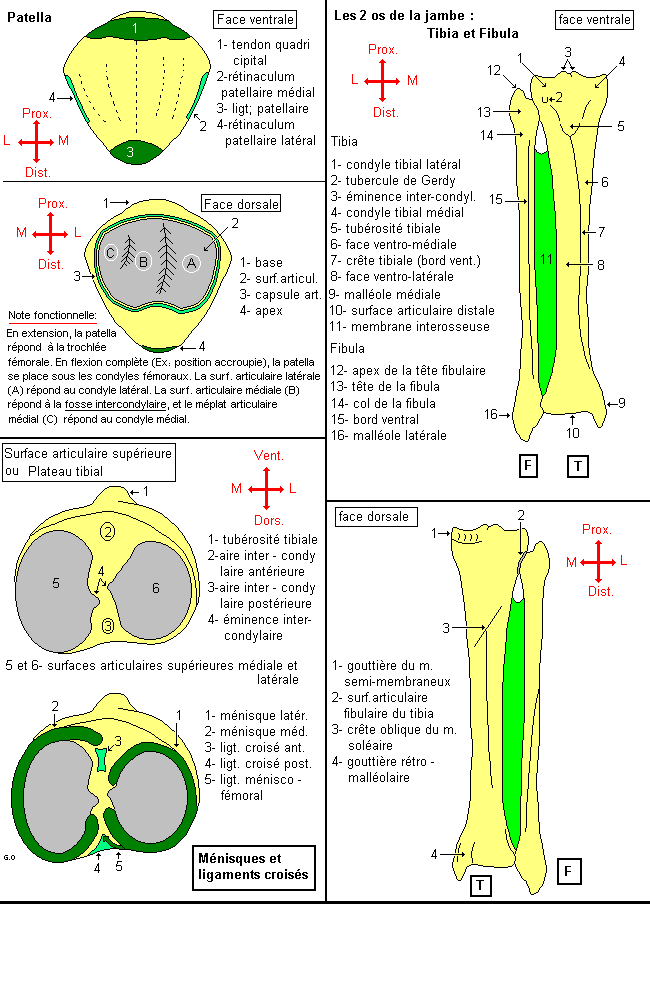 Patella
Face ventrale
1
1- tendon quadri
cipital
2-rétinaculum
patellaire médial
3- ligt; patellaire
4-rétinaculum
patellaire latéral
4
2
3
Prox.
L M
Dist.
Face dorsale
Prox.
M L
Dist.
1
2
C
B
A
3
4
1- base
2- surf.articul.
3- capsule art.
4- apex
Note fonctionnelle:
En extension, la patella
répond à la trochlée
fémorale. En flexion complète (Ex: position accroupie), la patella
se place sous les condyles fémoraux. La surf. articulaire latérale
(A) répond au condyle latéral. La surf. articulaire médiale (B)
répond à la fosse intercondylaire, et le méplat articulaire
médial (C) répond au condyle médial.
Surface articulaire supérieure
ou Plateau tibial
Vent.
M L
Dors.
1
2
4
5
6
3
1- tubérosité tibiale
2-aire inter - condy
laire antérieure
3-aire inter - condy
laire postérieure
4- éminence inter-
condylaire
5 et 6- surfaces articulaires supérieures médiale et
latérale
2
1
3
4
5
1- ménisque latér.
2- ménisque méd.
3- ligt. croisé ant.
4- ligt. croisé post.
5- ligt. ménisco -
fémoral
G.O
Ménisques et
ligaments croisés
Les 2 os de la jambe :
Tibia et Fibula
face ventrale
Prox.
L M
Dist.
Tibia
1- condyle tibial latéral
2- tubercule de Gerdy
3- éminence inter-condyl.
4- condyle tibial médial
5- tubérosité tibiale
6- face ventro-médiale
7- crête tibiale (bord vent.)
8- face ventro-latérale
9- malléole médiale
10- surface articulaire distale
11- membrane interosseuse
Fibula
12- apex de la tête fibulaire
13- tête de la fibula
14- col de la fibula
15- bord ventral
16- malléole latérale
3
12
1
4
2
13
14
5
6
15
7
11
8
16
9
10
F
T
face dorsale
Prox.
M L
Dist.
1
2
3
4
1- gouttière du m.
semi-membraneux
2- surf.articulaire
fibulaire du tibia
3- crête oblique du m.
soléaire
4- gouttière rétro -
malléolaire
T
F